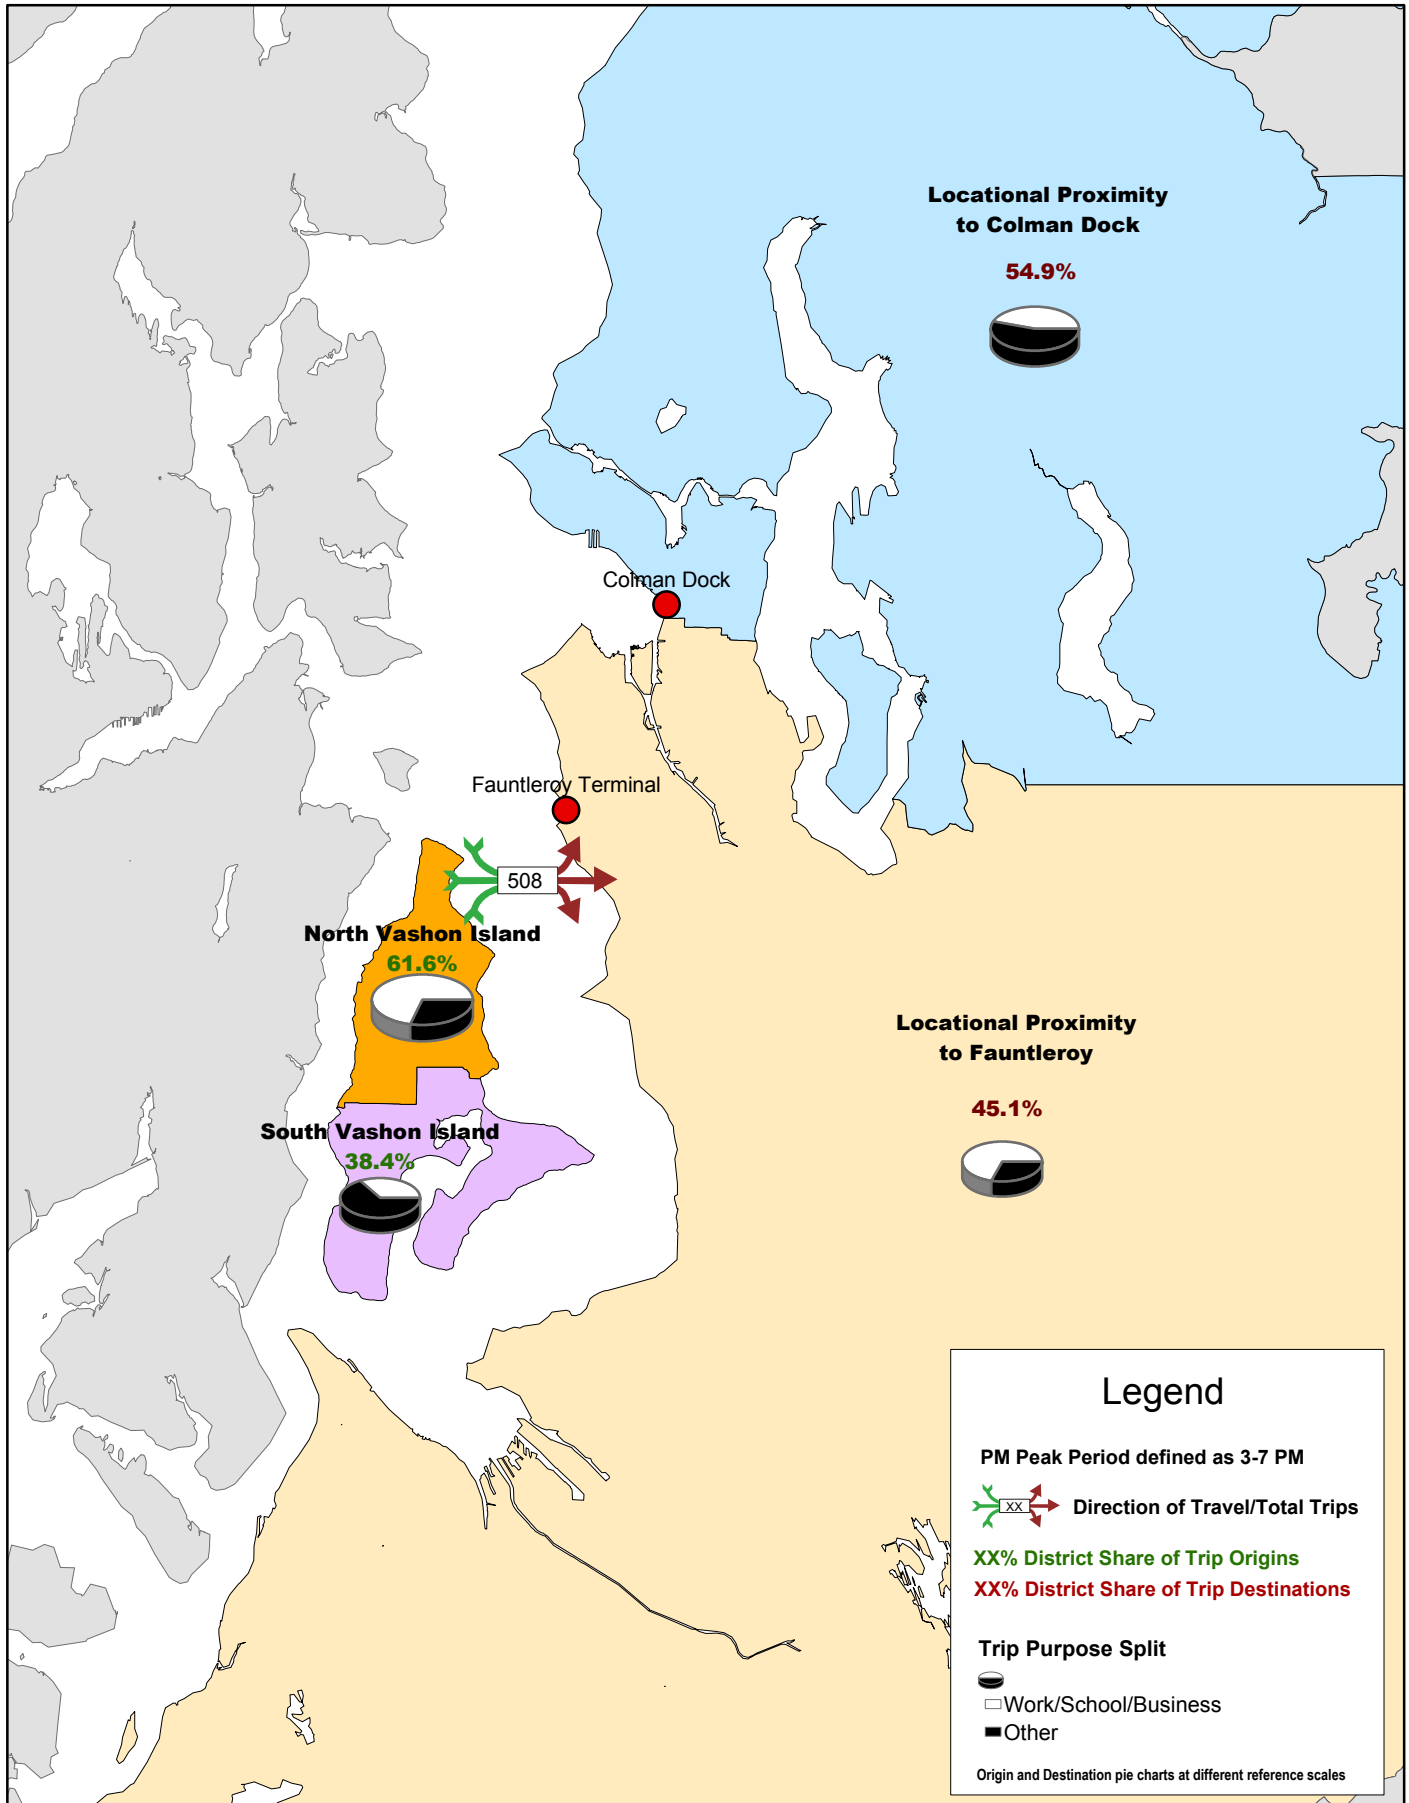 Locational Proximity
to Colman Dock
54.9%
Colman Dock
Fauntleroy Terminal
508
North Vashon Island
61.6%
Locational Proximity
to Fauntleroy
45.1%
South Vashon Island
38.4%
Legend
PM Peak Period defined as 3-7 PM
XX Direction of Travel/Total Trips
XX% District Share of Trip Origins
XX% District Share of Trip Destinations
Trip Purpose Split
Work/School/Business
Other
Origin and Destination pie charts at different reference scales